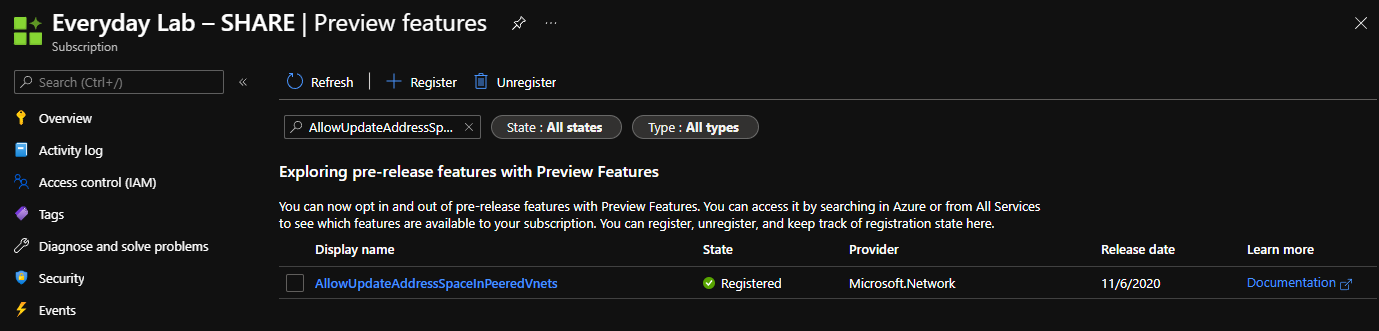 Everyday Lab – SHARE | Preview features
Subscription
Search (Ctrl+/)
Overview
Activity log
Access control (IAM)
Tags
Diagnose and solve problems
Security
Events
Refresh
Register
Unregister
AllowUpdateAddressSp...
State : All states
Type : All types
Exploring pre-release features with Preview Features
You can now opt in and out of pre-release features with Preview Features. You can access it by searching in Azure or from All Services
to see which features are available to your subscription. You can register, unregister, and keep track of registration state here.
Display name State Provider Release date Learn more
AllowUpdateAddressSpaceInPeeredVnets Registered Microsoft.Network 11/6/2020 Documentation